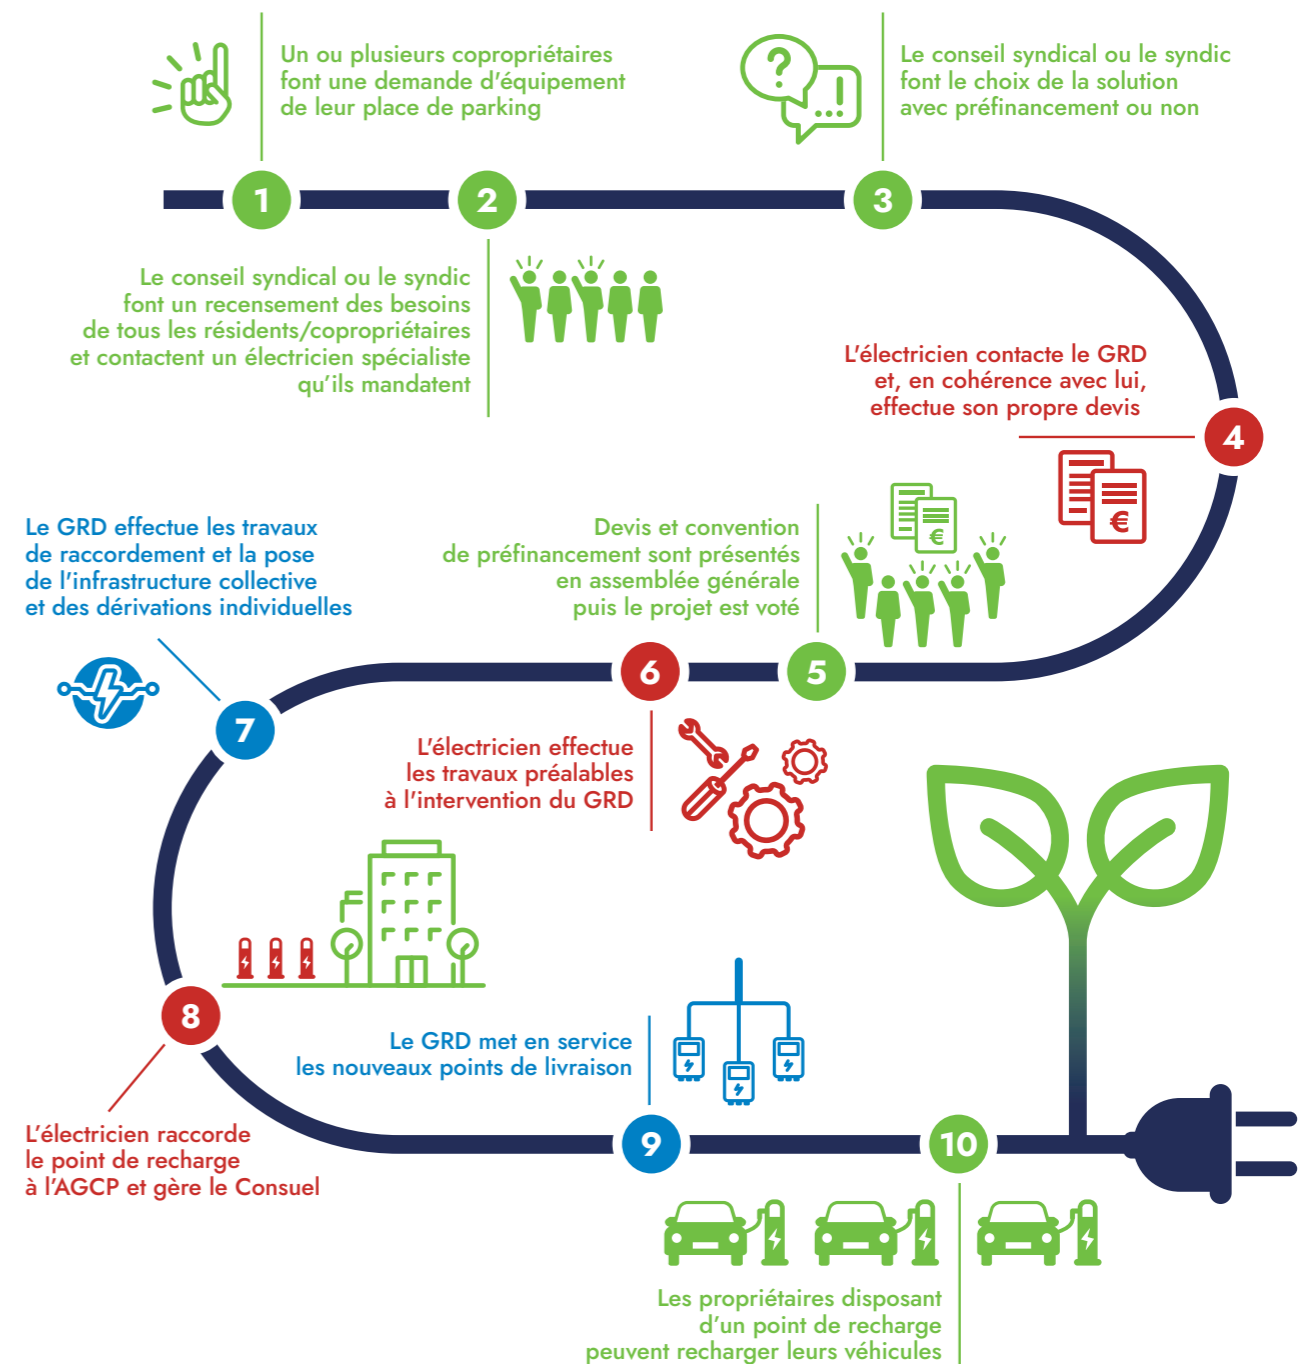 Un ou plusieurs copropriétaires
font une demande d'équipement
de leur place de parking
1
2
Le conseil syndical ou le syndic
font un recensement des besoins
de tous les résidents/copropriétaires
et contactent un électricien spécialiste
qu'ils mandatent
?
!
...
Le conseil syndical ou le syndic
font le choix de la solution
avec préfinancement ou non
3
L'électricien contacte le GRD
et, en cohérence avec lui,
effectue son propre devis
4
€
Devis et convention
de préfinancement sont présentés
en assemblée générale
puis le projet est voté
€
5
6
L'électricien effectue
les travaux préalables
à l'intervention du GRD
Le GRD effectue les travaux
de raccordement et la pose
de l'infrastructure collective
et des dérivations individuelles
7
8
L'électricien raccorde
le point de recharge
à l'AGCP et gère le Consuel
Le GRD met en service
les nouveaux points de livraison
9
10
Les propriétaires disposant
d'un point de recharge
peuvent recharger leurs véhicules